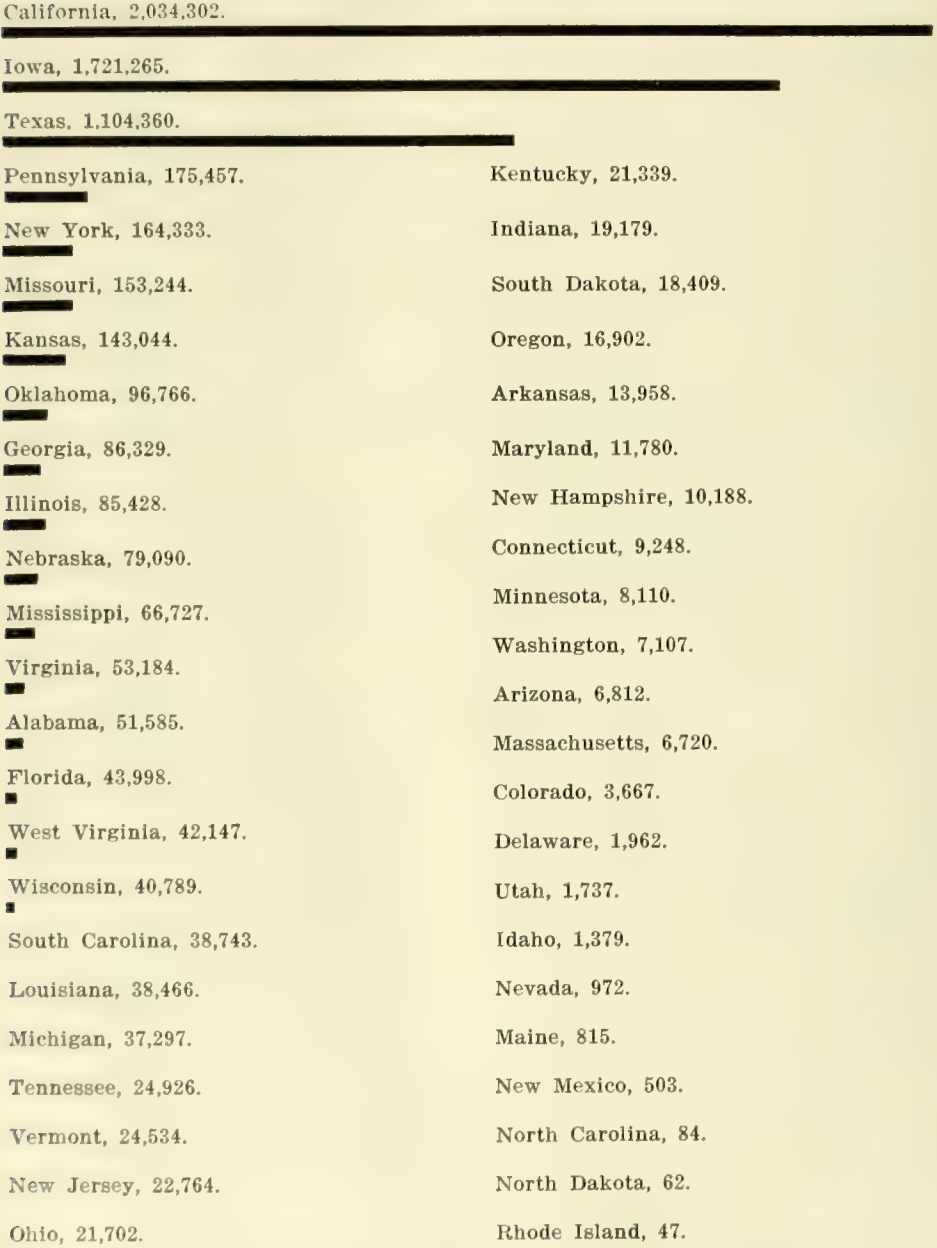 California, 2,034,302.
Iowa, 1,721,265.
Texas, 1,104,360.
Pennsylvania, 175,457.
New York, 164,333.
Missouri, 153,244.
Kansas, 143,044.
Oklahoma, 96,766.
Georgia, 86,329.
Illinois, 85,428.
Nebraska, 79,090.
Mississippi, 66,727.
Virginia, 53,184.
Alabama, 51,585.
Florida, 43,998.
West Virginia, 42,147.
Wisconsin, 40,789.
South Carolina, 38,743.
Louisiana, 38,466.
Michigan, 37,297.
Tennessee, 24,926.
Vermont, 24,534.
New Jersey, 22,764.
Ohio, 21,702.
Kentucky, 21,339.
Indiana, 19,179.
South Dakota, 18,409.
Oregon, 16,902.
Arkansas, 13,958.
Maryland, 11,780.
New Hampshire, 10,188.
Connecticut, 9,248.
Minnesota, 8,110.
Washington, 7,107.
Arizona, 6,812.
Massachusetts, 6,720.
Colorado, 3,667.
Delaware, 1,962.
Utah, 1,737.
Idaho, 1,379.
Nevada, 972.
Maine, 815.
New Mexico, 503.
North Carolina, 84.
North Dakota, 62.
Rhode Island, 47.